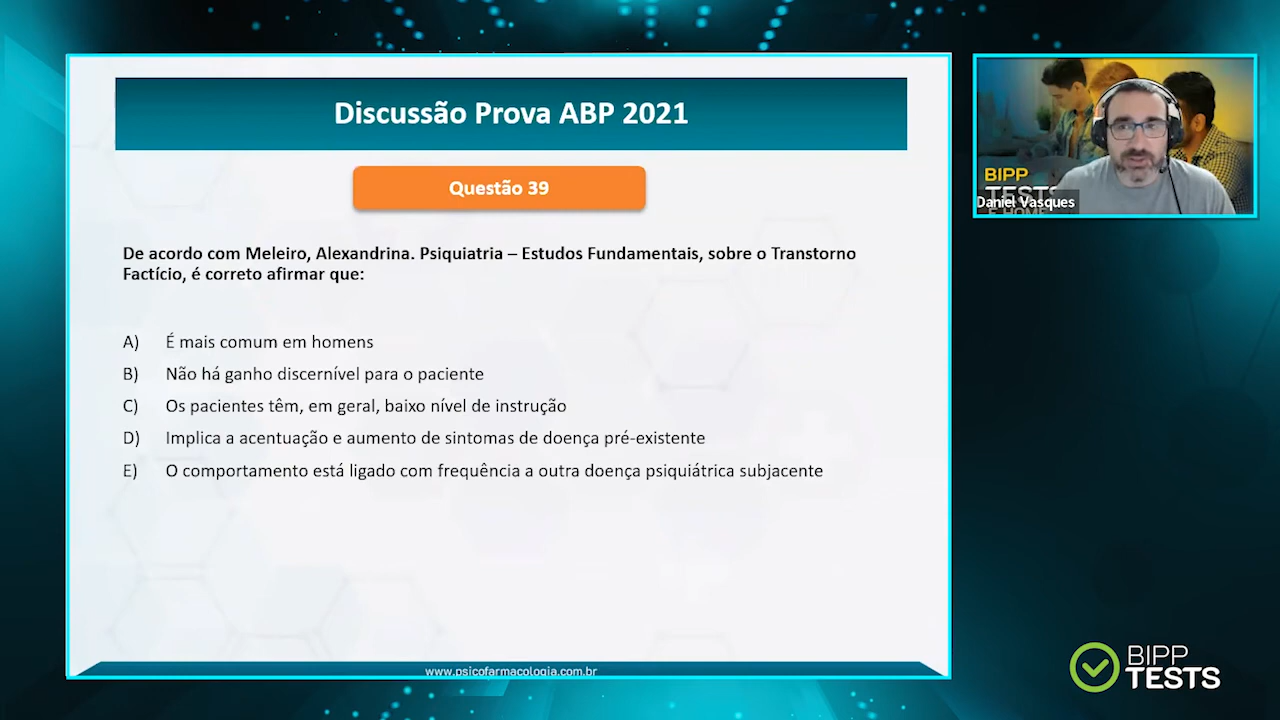 Discussão Prova ABP 2021
Questão 39
De acordo com Meleiro, Alexandrina. Psiquiatria – Estudos Fundamentais, sobre o Transtorno
Factício, é correto afirmar que:
A) É mais comum em homens
B) Não há ganho discernível para o paciente
C) Os pacientes têm, em geral, baixo nível de instrução
D) Implica a acentuação e aumento de sintomas de doença pré-existente
E) O comportamento está ligado com frequência a outra doença psiquiátrica subjacente
www.psicofarmacologia.com.br
BIPP
TESTS
Daniel Vasques
BIPP
TESTS